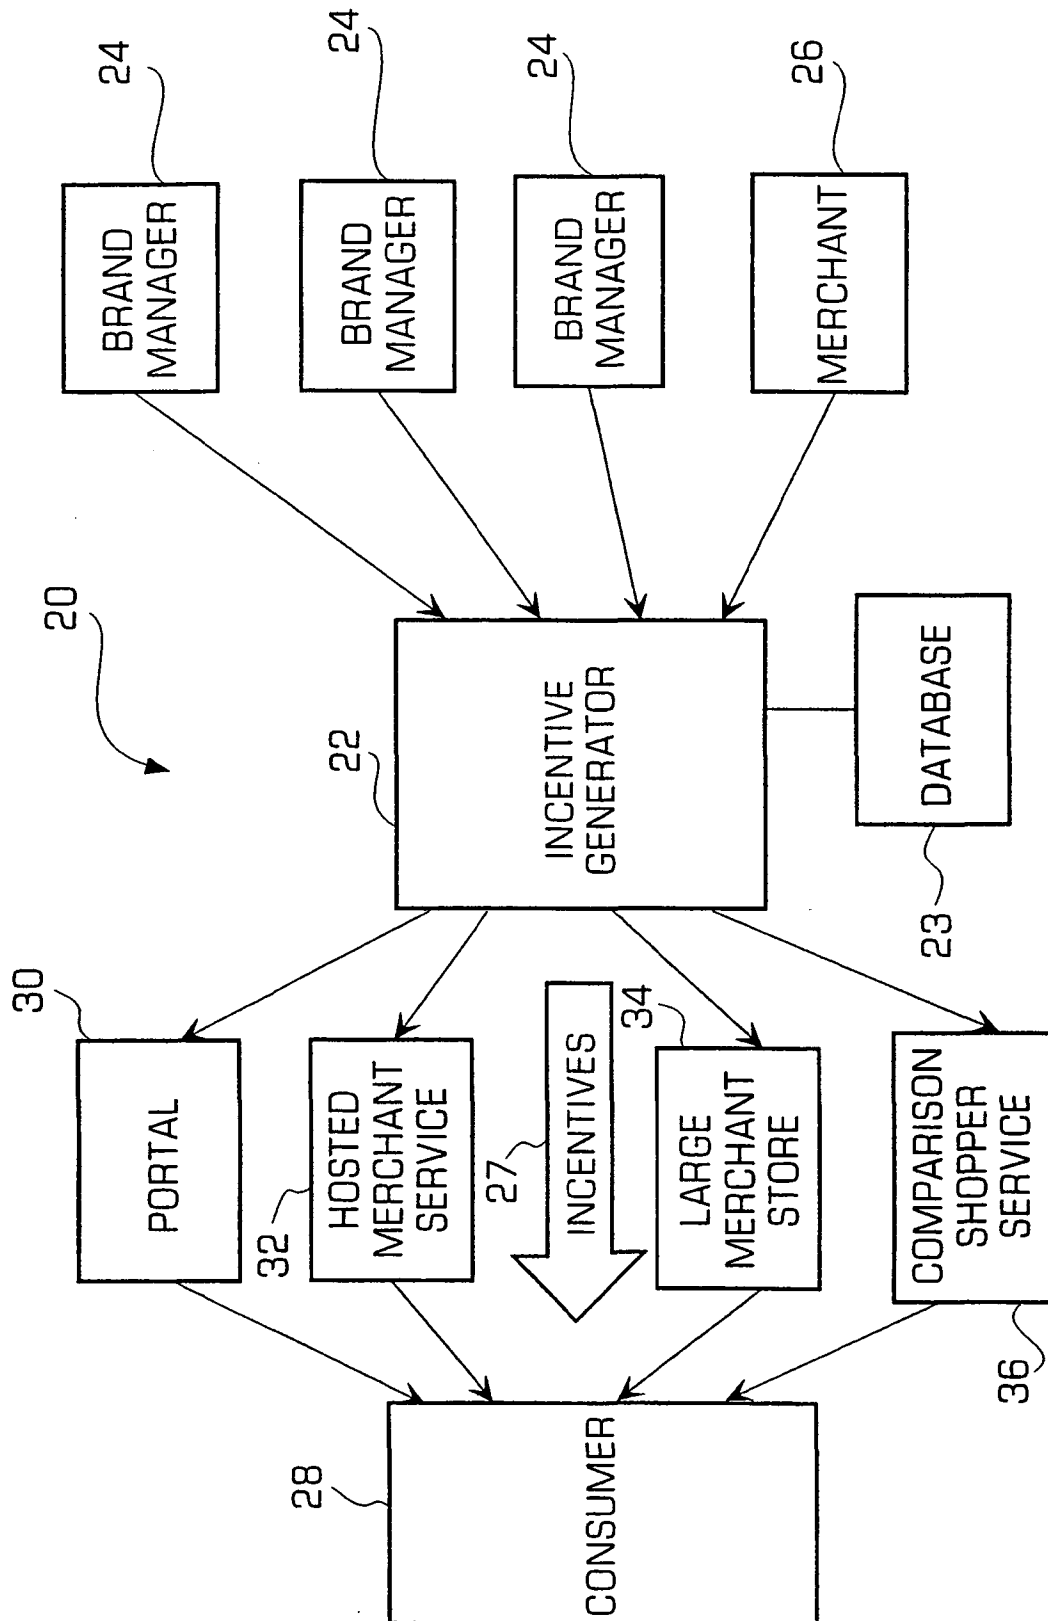 20
24
BRAND
MANAGER
24
BRAND
MANAGER
24
BRAND
MANAGER
26
MERCHANT
22
INCENTIVE
GENERATOR
23
DATABASE
30
PORTAL
32
HOSTED
MERCHANT
SERVICE
27
INCENTIVES
34
LARGE
MERCHANT
STORE
36
COMPARISON
SHOPPER
SERVICE
28
CONSUMER